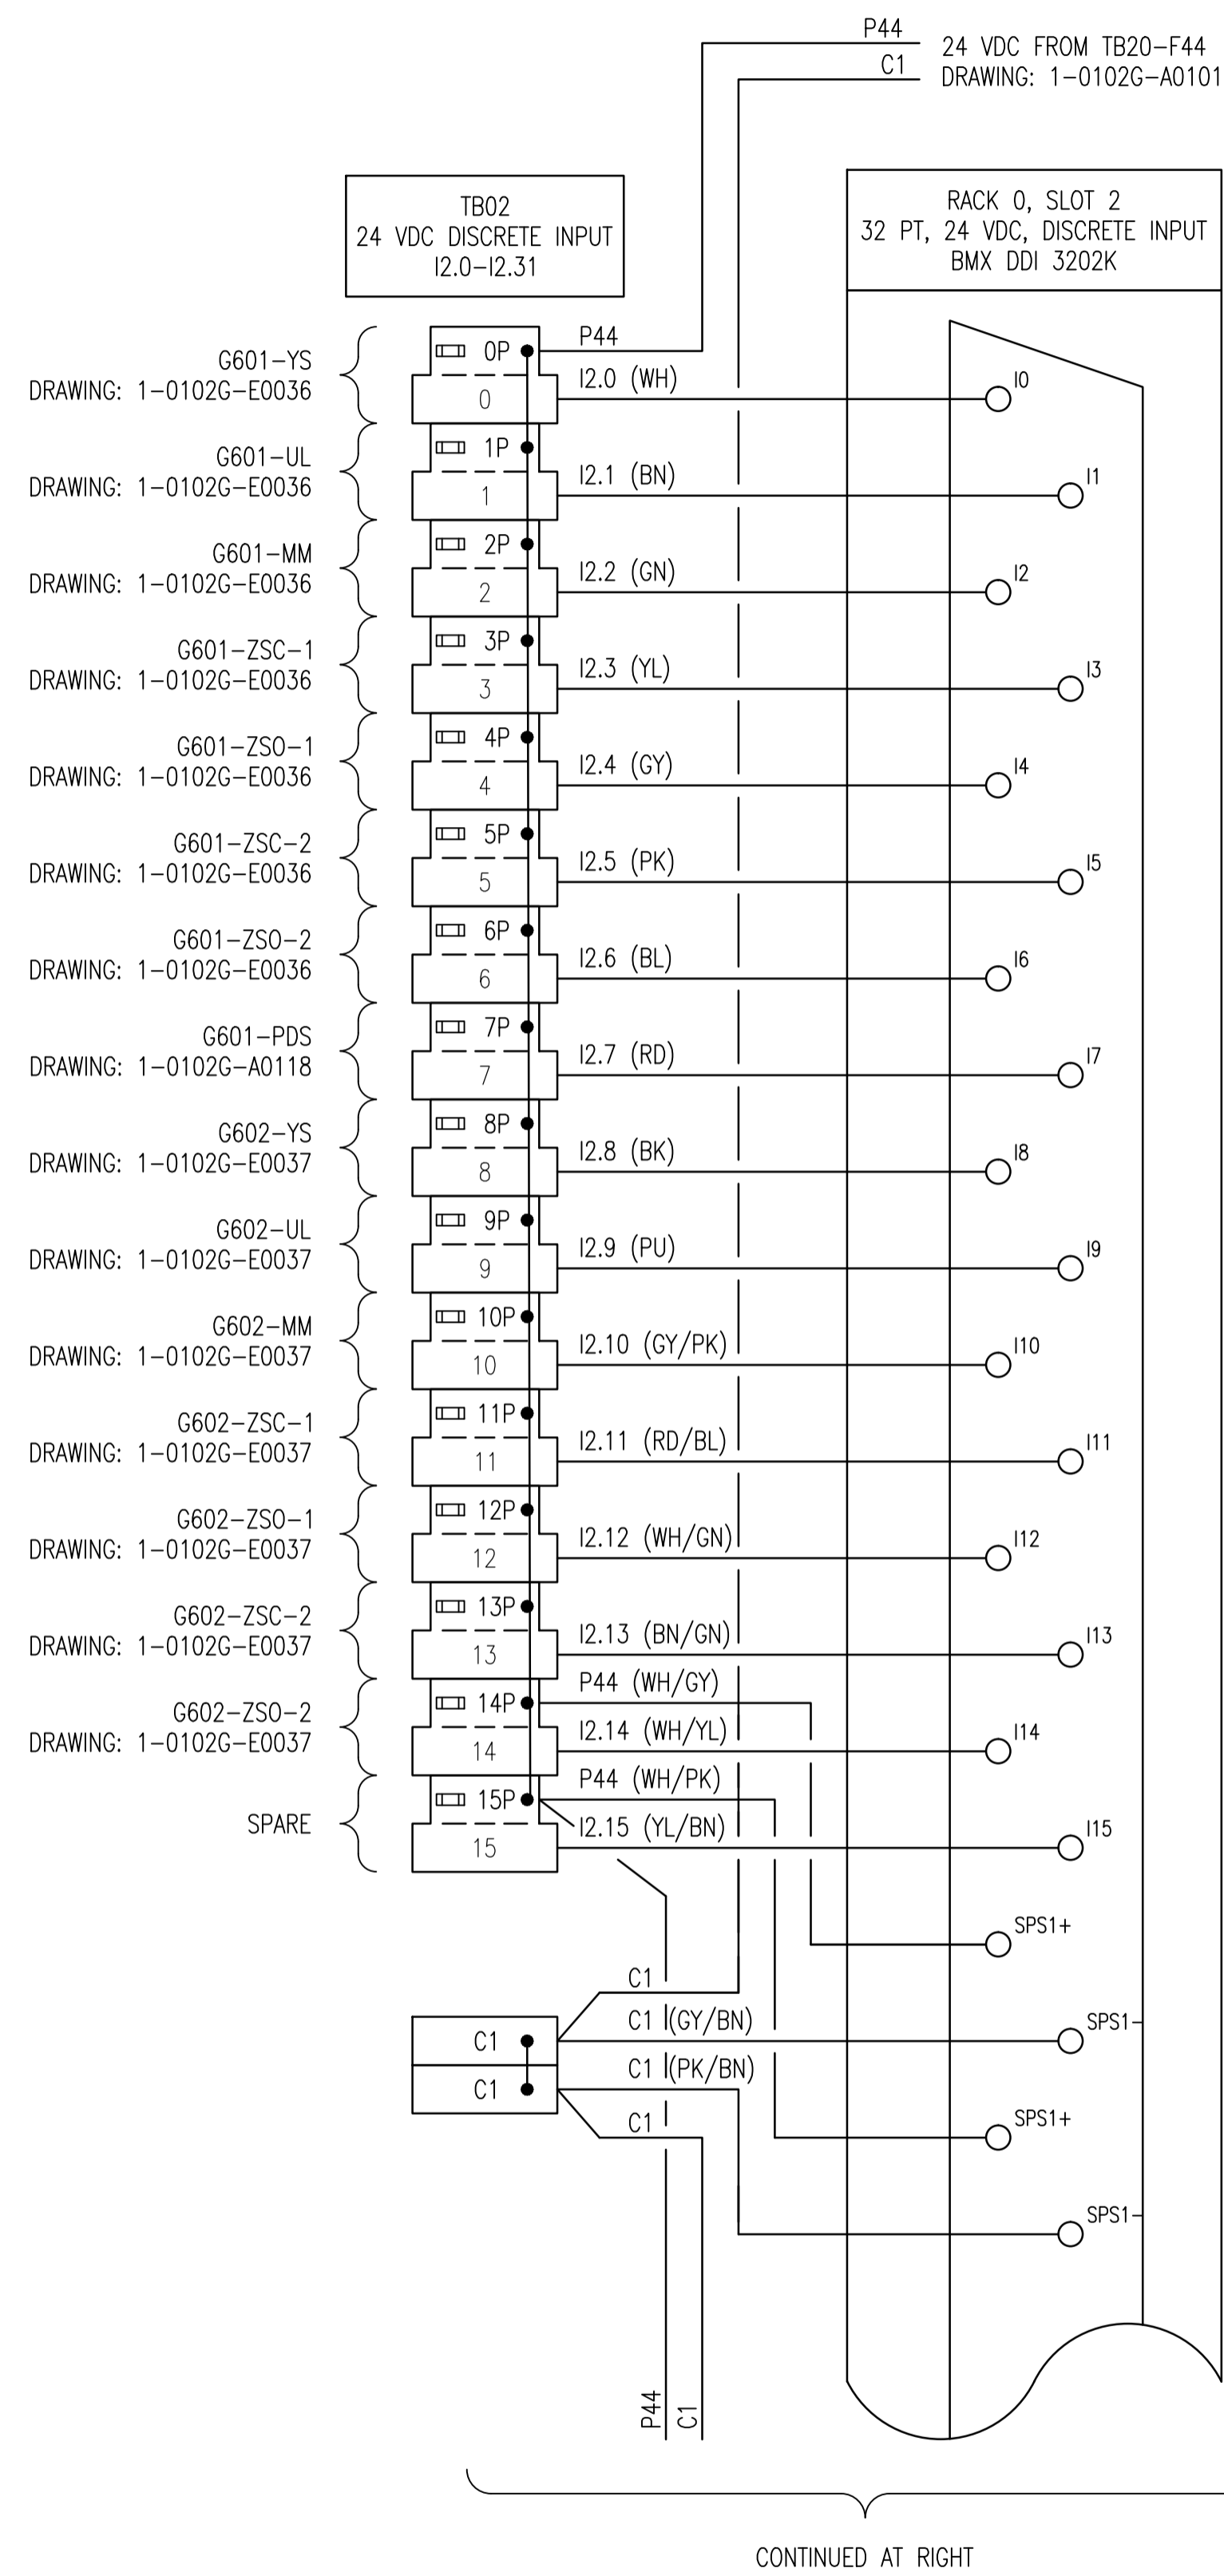 P44
24 VDC FROM TB20-F44
C1
DRAWING: 1-0102G-A0101
TB02
24 VDC DISCRETE INPUT
I2.0-I2.31
RACK 0, SLOT 2
32 PT, 24 VDC, DISCRETE INPUT
BMX DDI 3202K
G601-YS
DRAWING: 1-0102G-E0036
0P
P44
0
I2.0 (WH)
I0
G601-UL
DRAWING: 1-0102G-E0036
1P
1
I2.1 (BN)
I1
G601-MM
DRAWING: 1-0102G-E0036
2P
2
I2.2 (GN)
I2
G601-ZSC-1
DRAWING: 1-0102G-E0036
3P
3
I2.3 (YL)
I3
G601-ZSO-1
DRAWING: 1-0102G-E0036
4P
4
I2.4 (GY)
I4
G601-ZSC-2
DRAWING: 1-0102G-E0036
5P
5
I2.5 (PK)
I5
G601-ZSO-2
DRAWING: 1-0102G-E0036
6P
6
I2.6 (BL)
I6
G601-PDS
DRAWING: 1-0102G-A0118
7P
7
I2.7 (RD)
I7
G602-YS
DRAWING: 1-0102G-E0037
8P
8
I2.8 (BK)
I8
G602-UL
DRAWING: 1-0102G-E0037
9P
9
I2.9 (PU)
I9
G602-MM
DRAWING: 1-0102G-E0037
10P
10
I2.10 (GY/PK)
I10
G602-ZSC-1
DRAWING: 1-0102G-E0037
11P
11
I2.11 (RD/BL)
I11
G602-ZSO-1
DRAWING: 1-0102G-E0037
12P
12
I2.12 (WH/GN)
I12
G602-ZSC-2
DRAWING: 1-0102G-E0037
13P
13
I2.13 (BN/GN)
I13
G602-ZSO-2
DRAWING: 1-0102G-E0037
14P
P44 (WH/GY)
14
I2.14 (WH/YL)
I14
SPARE
15P
P44 (WH/PK)
15
I2.15 (YL/BN)
I15
SPS1+
C1
C1
C1 (GY/BN)
SPS1-
C1
C1 (PK/BN)
C1
SPS1+
SPS1-
P44
C1
CONTINUED AT RIGHT